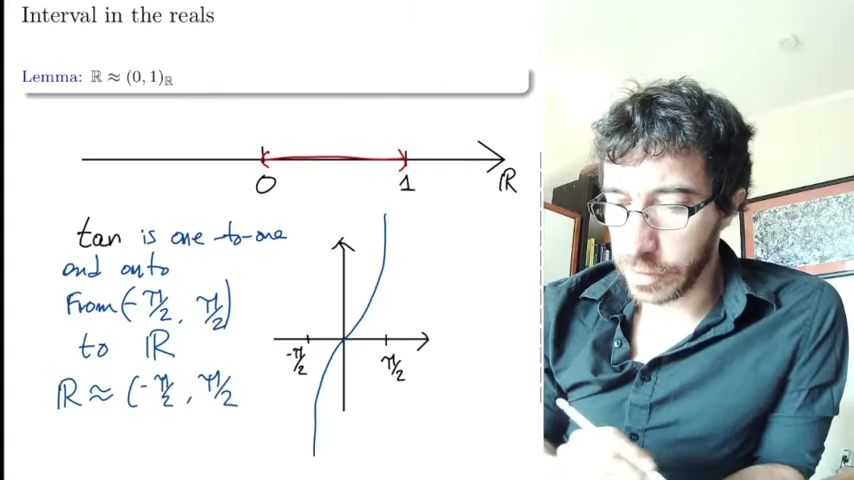 Interval in the reals
Lemma: ℝ ≈ (0, 1)_ℝ
0 1 ℝ
tan is one-to-one
and onto
From (-π/2, π/2)
to ℝ
ℝ ≈ (-π/2, π/2
-π/2 π/2